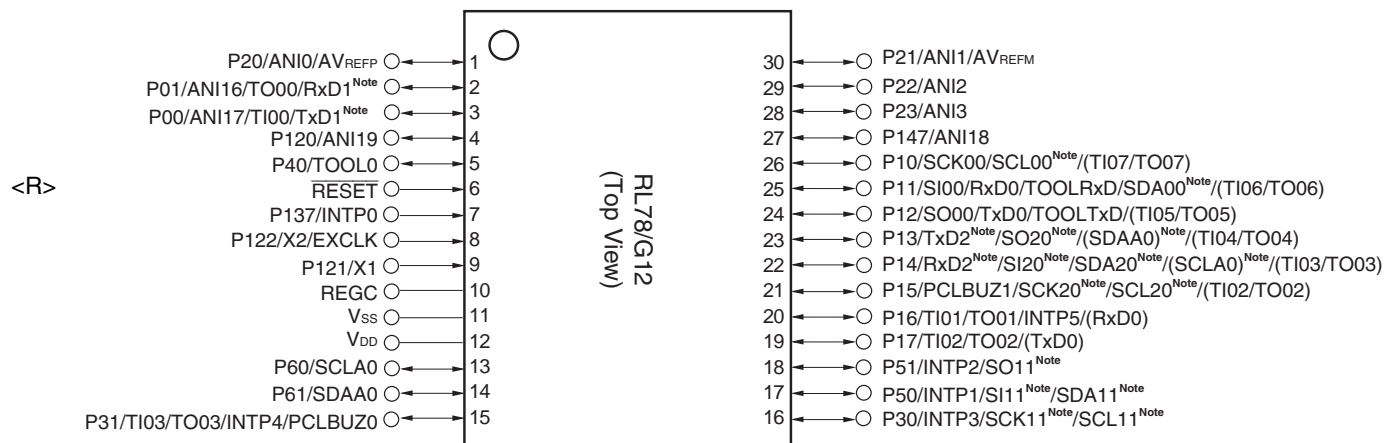 P20/ANI0/AVREFP 1
P01/ANI16/TO00/RxD1Note 2
P00/ANI17/TI00/TxD1Note 3
P120/ANI19 4
P40/TOOL0 5
<R>
RESET 6
P137/INTP0 7
P122/X2/EXCLK 8
P121/X1 9
REGC 10
VSS 11
VDD 12
P60/SCLA0 13
P61/SDAA0 14
P31/TI03/TO03/INTP4/PCLBUZ0 15
RL78/G12
(Top View)
30 P21/ANI1/AVREFM
29 P22/ANI2
28 P23/ANI3
27 P147/ANI18
26 P10/SCK00/SCL00Note/(TI07/TO07)
25 P11/SI00/RxD0/TOOLRxD/SDA00Note/(TI06/TO06)
24 P12/SO00/TxD0/TOOLTxD/(TI05/TO05)
23 P13/TxD2Note/SO20Note/(SDAA0)Note/(TI04/TO04)
22 P14/RxD2Note/SI20Note/SDA20Note/(SCLA0)Note/(TI03/TO03)
21 P15/PCLBUZ1/SCK20Note/SCL20Note/(TI02/TO02)
20 P16/TI01/TO01/INTP5/(RxD0)
19 P17/TI02/TO02/(TxD0)
18 P51/INTP2/SO11Note
17 P50/INTP1/SI11Note/SDA11Note
16 P30/INTP3/SCK11Note/SCL11Note